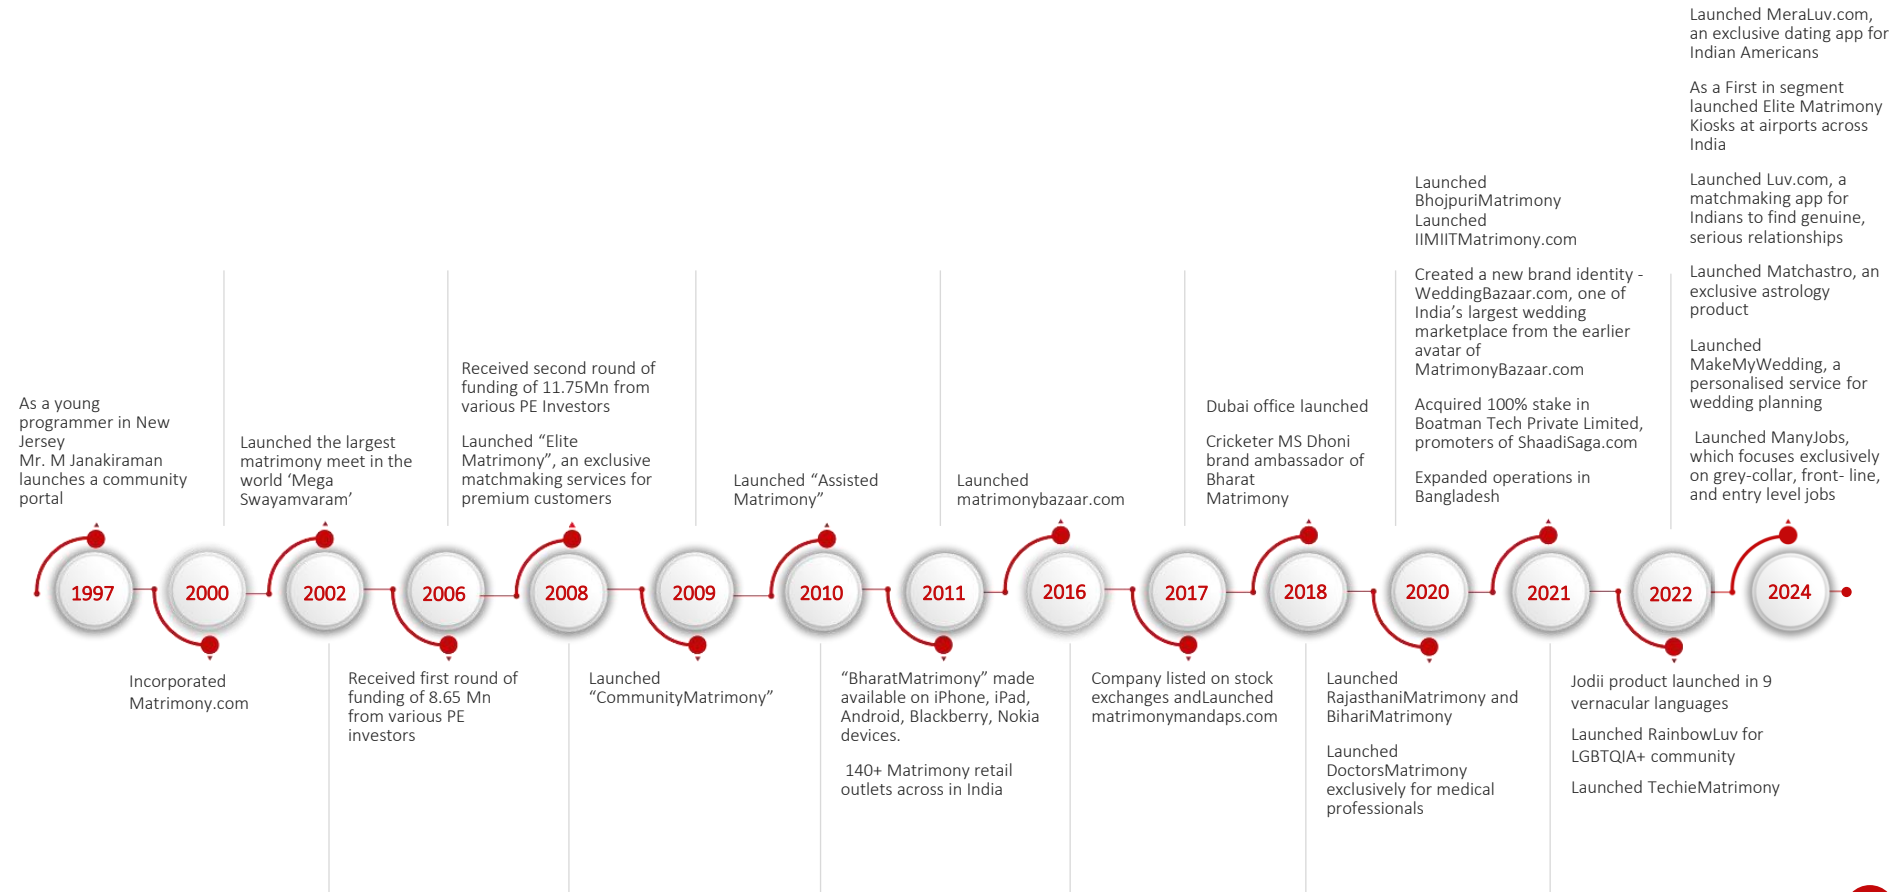 As a young
programmer in New
Jersey
Mr. M Janakiraman
launches a community
portal
1997
2000
Incorporated
Matrimony.com
Launched the largest
matrimony meet in the
world ‘Mega
Swayamvaram’
2002
2006
Received first round of
funding of 8.65 Mn
from various PE
investors
Received second round of
funding of 11.75Mn from
various PE Investors
Launched “Elite
Matrimony”, an exclusive
matchmaking services for
premium customers
2008
2009
Launched
“CommunityMatrimony”
Launched “Assisted
Matrimony”
2010
2011
“BharatMatrimony” made
available on iPhone, iPad,
Android, Blackberry, Nokia
devices.
140+ Matrimony retail
outlets across in India
Launched
matrimonybazaar.com
2016
2017
Company listed on stock
exchanges andLaunched
matrimonymandaps.com
Dubai office launched
Cricketer MS Dhoni
brand ambassador of
Bharat
Matrimony
2018
2020
Launched
RajasthaniMatrimony and
BihariMatrimony
Launched
DoctorsMatrimony
exclusively for medical
professionals
Launched
BhojpuriMatrimony
Launched
IIMIITMatrimony.com
Created a new brand identity -
WeddingBazaar.com, one of
India’s largest wedding
marketplace from the earlier
avatar of
MatrimonyBazaar.com
Acquired 100% stake in
Boatman Tech Private Limited,
promoters of ShaadiSaga.com
Expanded operations in
Bangladesh
2021
2022
Jodii product launched in 9
vernacular languages
Launched RainbowLuv for
LGBTQIA+ community
Launched TechieMatrimony
Launched MeraLuv.com,
an exclusive dating app for
Indian Americans
As a First in segment
launched Elite Matrimony
Kiosks at airports across
India
Launched Luv.com, a
matchmaking app for
Indians to find genuine,
serious relationships
Launched Matchastro, an
exclusive astrology
product
Launched
MakeMyWedding, a
personalised service for
wedding planning
Launched ManyJobs,
which focuses exclusively
on grey-collar, front- line,
and entry level jobs
2024